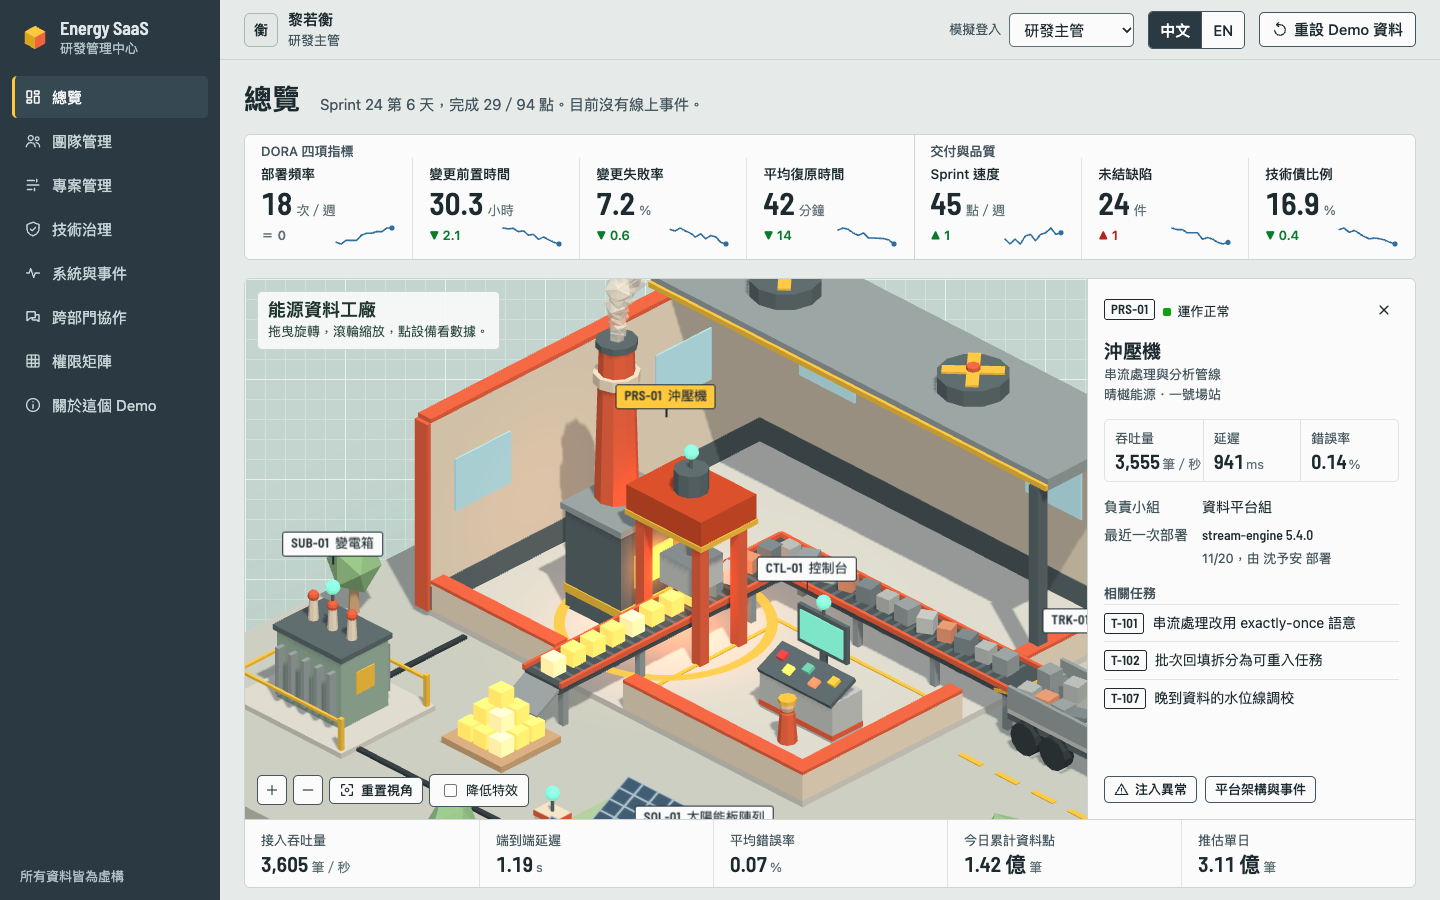 Energy SaaS
研發管理中心
總覽
團隊管理
專案管理
技術治理
系統與事件
跨部門協作
權限矩陣
關於這個 Demo
所有資料皆為虛構
衡
黎若衡
研發主管
模擬登入
研發主管
中文
EN
重設 Demo 資料
總覽
Sprint 24 第 6 天，完成 29 / 94 點。目前沒有線上事件。
DORA 四項指標
部署頻率
18 次 / 週
= 0
變更前置時間
30.3 小時
▼ 2.1
變更失敗率
7.2 %
▼ 0.6
平均復原時間
42 分鐘
▼ 14
交付與品質
Sprint 速度
45 點 / 週
▲ 1
未結缺陷
24 件
▲ 1
技術債比例
16.9 %
▼ 0.4
能源資料工廠
拖曳旋轉，滾輪縮放，點設備看數據。
PRS-01 沖壓機
SUB-01 變電箱
CTL-01 控制台
TRK-01
SOL-01 太陽能板陣列
+
−
重置視角
降低特效
PRS-01
運作正常
×
沖壓機
串流處理與分析管線
晴樾能源 · 一號場站
吞吐量
3,555 筆 / 秒
延遲
941 ms
錯誤率
0.14 %
負責小組 資料平台組
最近一次部署 stream-engine 5.4.0
11/20，由 沈予安 部署
相關任務
T-101 串流處理改用 exactly-once 語意
T-102 批次回填拆分為可重入任務
T-107 晚到資料的水位線調校
注入異常
平台架構與事件
接入吞吐量
3,605 筆 / 秒
端到端延遲
1.19 s
平均錯誤率
0.07 %
今日累計資料點
1.42 億 筆
推估單日
3.11 億 筆